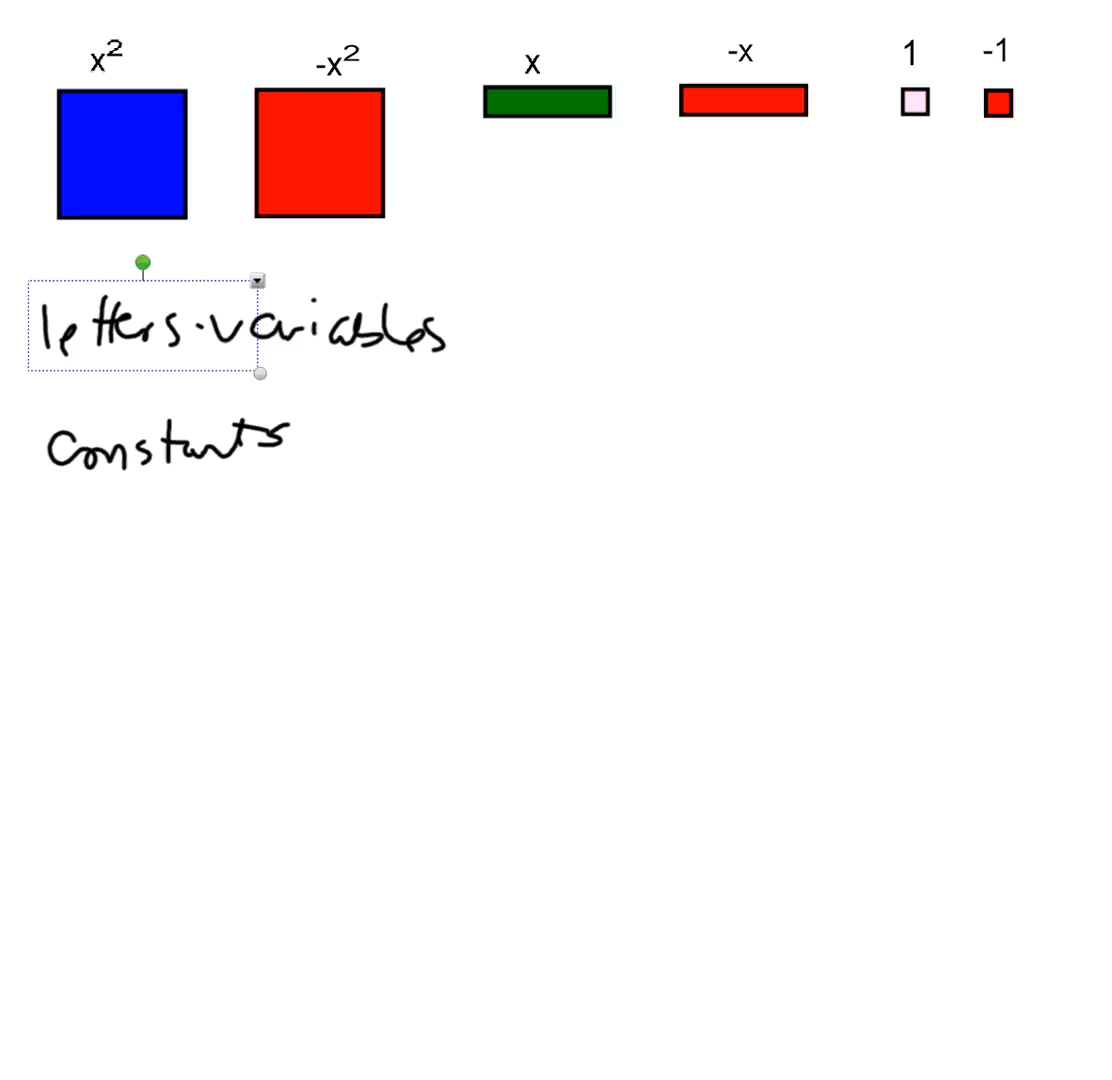 x² -x² x -x 1 -1
letters·variables
constants